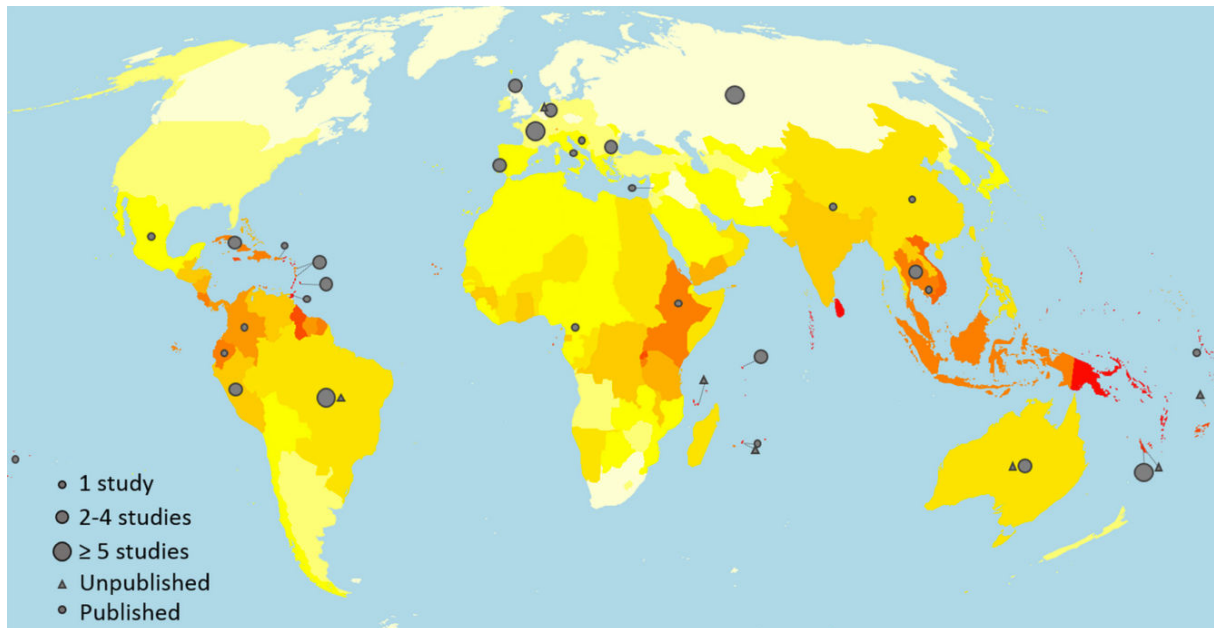 1 study
2-4 studies
≥ 5 studies
Unpublished
Published